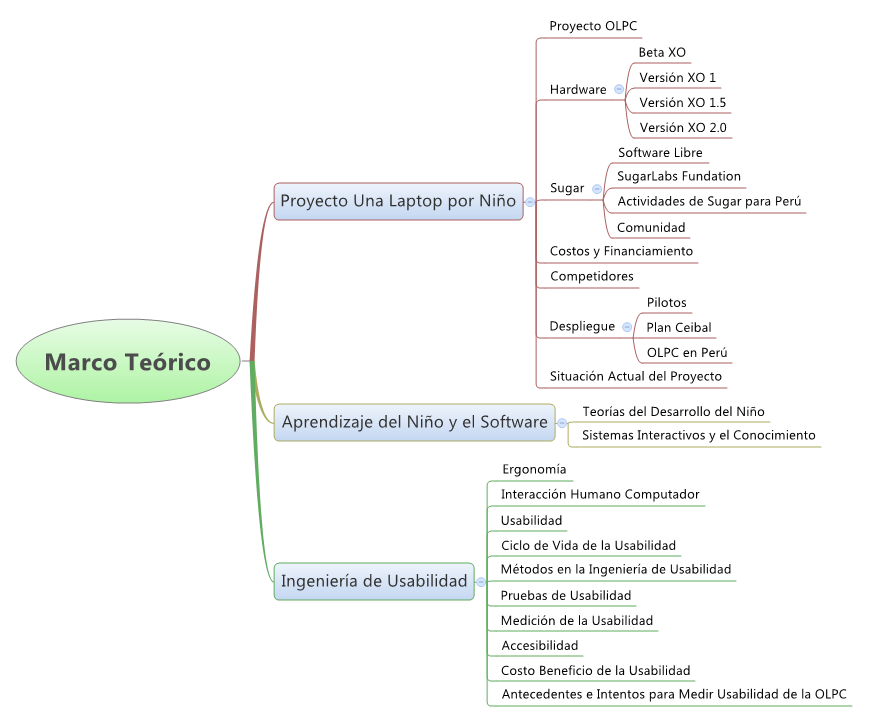 Marco Teórico
Proyecto Una Laptop por Niño
Proyecto OLPC
Hardware
Beta XO
Versión XO 1
Versión XO 1.5
Versión XO 2.0
Sugar
Software Libre
SugarLabs Fundation
Actividades de Sugar para Perú
Comunidad
Costos y Financiamiento
Competidores
Despliegue
Pilotos
Plan Ceibal
OLPC en Perú
Situación Actual del Proyecto
Aprendizaje del Niño y el Software
Teorías del Desarrollo del Niño
Sistemas Interactivos y el Conocimiento
Ingeniería de Usabilidad
Ergonomía
Interacción Humano Computador
Usabilidad
Ciclo de Vida de la Usabilidad
Métodos en la Ingeniería de Usabilidad
Pruebas de Usabilidad
Medición de la Usabilidad
Accesibilidad
Costo Beneficio de la Usabilidad
Antecedentes e Intentos para Medir Usabilidad de la OLPC